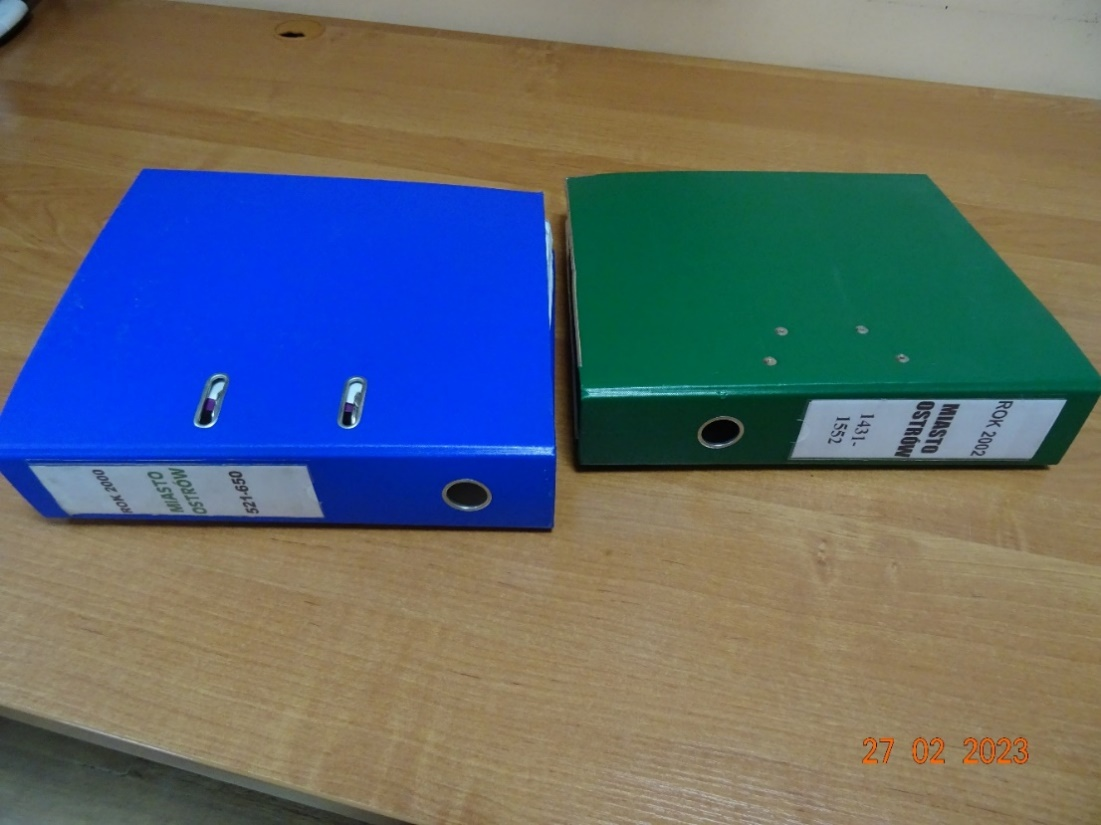 ROK 2000
MIASTO
OSTRÓW
521-650
ROK 2002
MIASTO
OSTRÓW
1431-
1552
27 02 2023